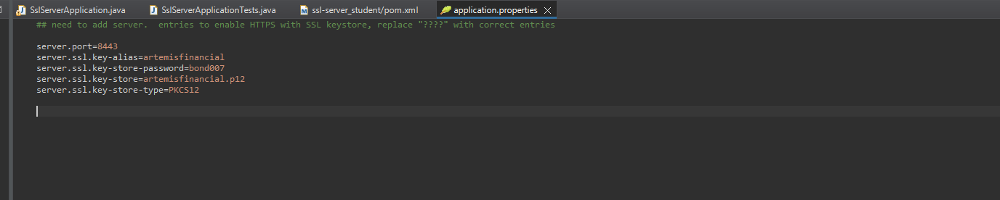 SslServerApplication.java SslServerApplicationTests.java ssl-server_student/pom.xml application.properties
## need to add server.  entries to enable HTTPS with SSL keystore, replace "????" with correct entries
server.port=8443
server.ssl.key-alias=artemisfinancial
server.ssl.key-store-password=bond007
server.ssl.key-store=artemisfinancial.p12
server.ssl.key-store-type=PKCS12